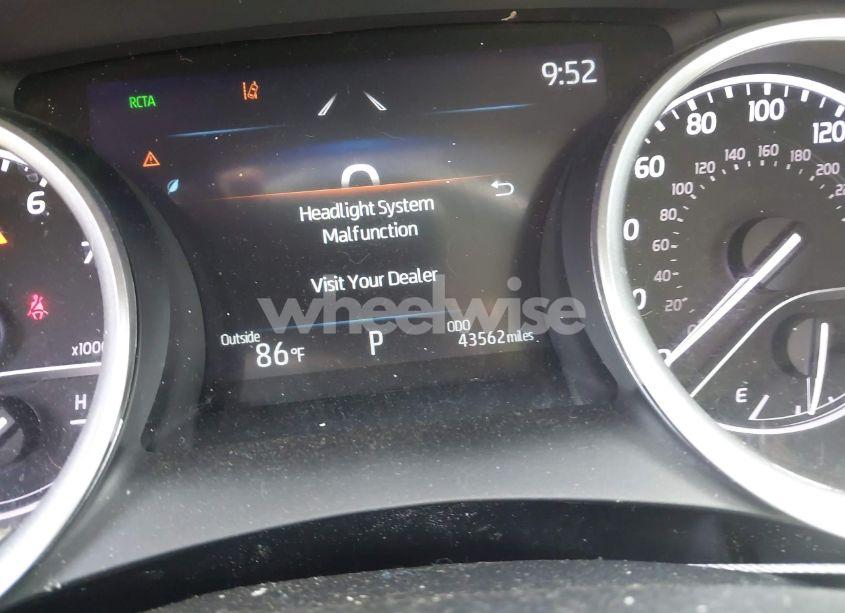 9:52
RCTA
Headlight System
Malfunction
Visit Your Dealer
wheelwise
Outside
86°F
P
ODO
43562 miles
6
7
x1000
H
60
80
100
120
20
40
60
80
100
120
140
160
180
200
E